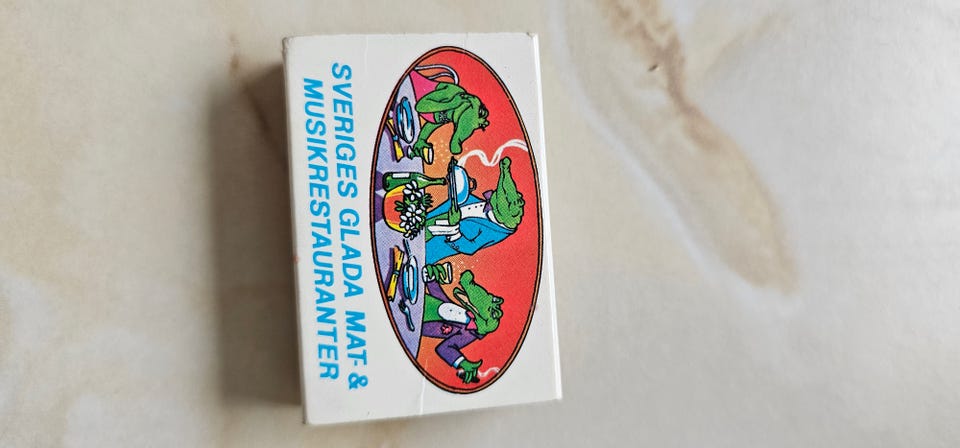 SVERIGES GLADA MAT- &
MUSIKRESTAURANTER